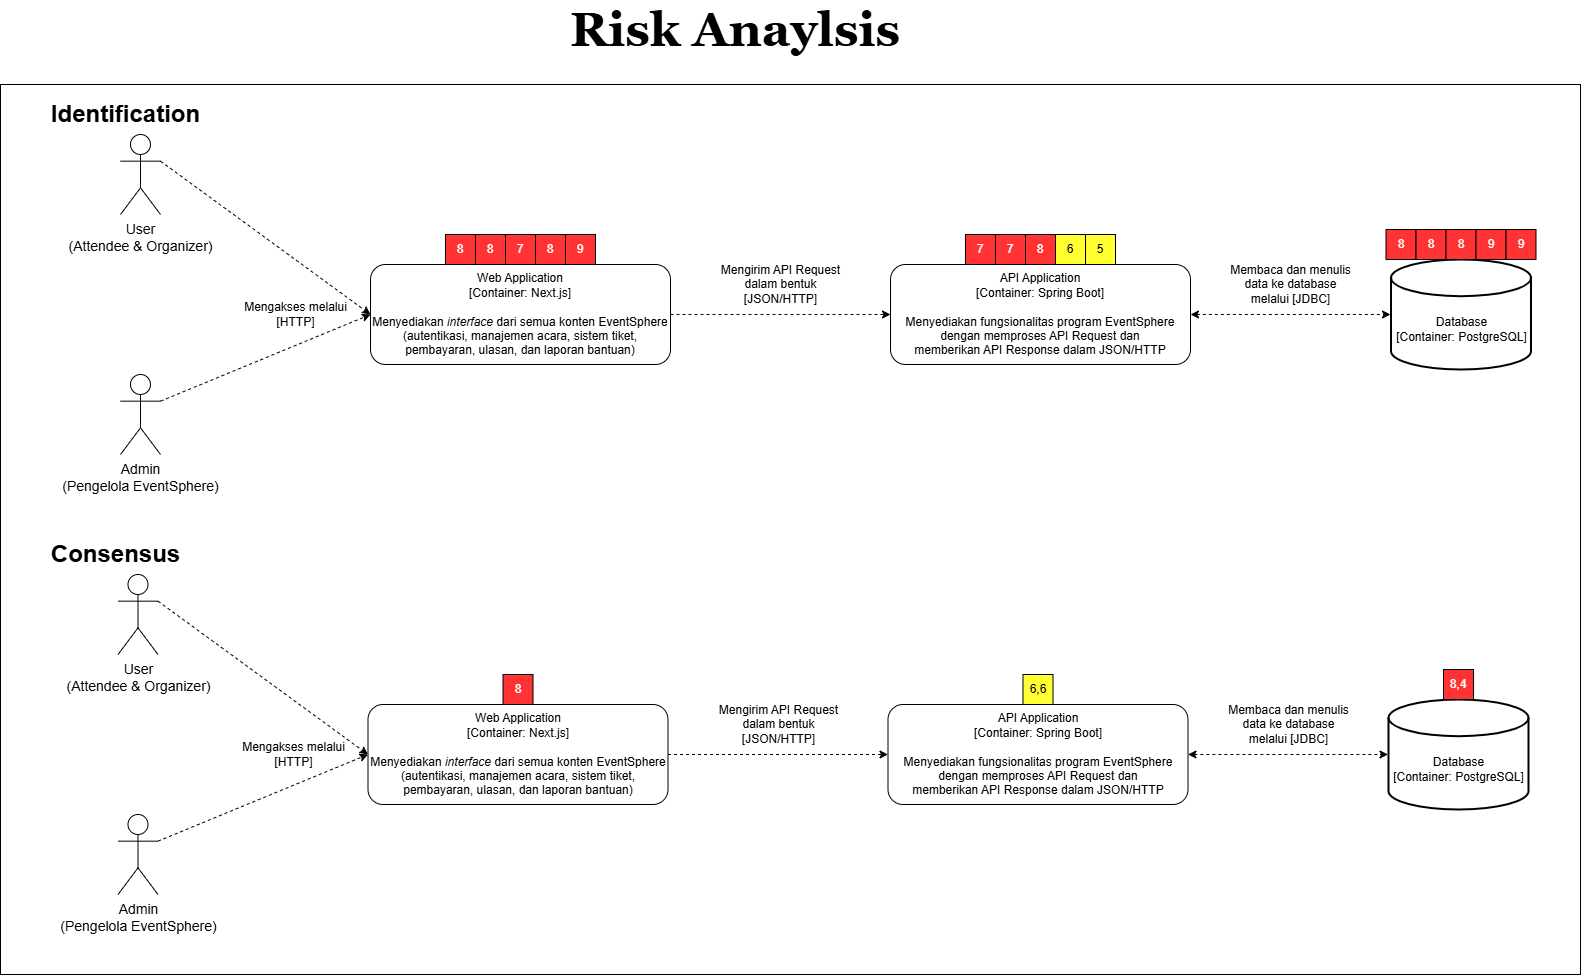 Risk Anaylsis
Identification
User
(Attendee & Organizer)
Mengakses melalui
[HTTP]
Admin
(Pengelola EventSphere)
8 8 7 8 9
Web Application
[Container: Next.js]
Menyediakan interface dari semua konten EventSphere
(autentikasi, manajemen acara, sistem tiket,
pembayaran, ulasan, dan laporan bantuan)
Mengirim API Request
dalam bentuk
[JSON/HTTP]
7 7 8 6 5
API Application
[Container: Spring Boot]
Menyediakan fungsionalitas program EventSphere
dengan memproses API Request dan
memberikan API Response dalam JSON/HTTP
Membaca dan menulis
data ke database
melalui [JDBC]
8 8 8 9 9
Database
[Container: PostgreSQL]
Consensus
User
(Attendee & Organizer)
Mengakses melalui
[HTTP]
Admin
(Pengelola EventSphere)
8
Web Application
[Container: Next.js]
Menyediakan interface dari semua konten EventSphere
(autentikasi, manajemen acara, sistem tiket,
pembayaran, ulasan, dan laporan bantuan)
Mengirim API Request
dalam bentuk
[JSON/HTTP]
6,6
API Application
[Container: Spring Boot]
Menyediakan fungsionalitas program EventSphere
dengan memproses API Request dan
memberikan API Response dalam JSON/HTTP
Membaca dan menulis
data ke database
melalui [JDBC]
8,4
Database
[Container: PostgreSQL]